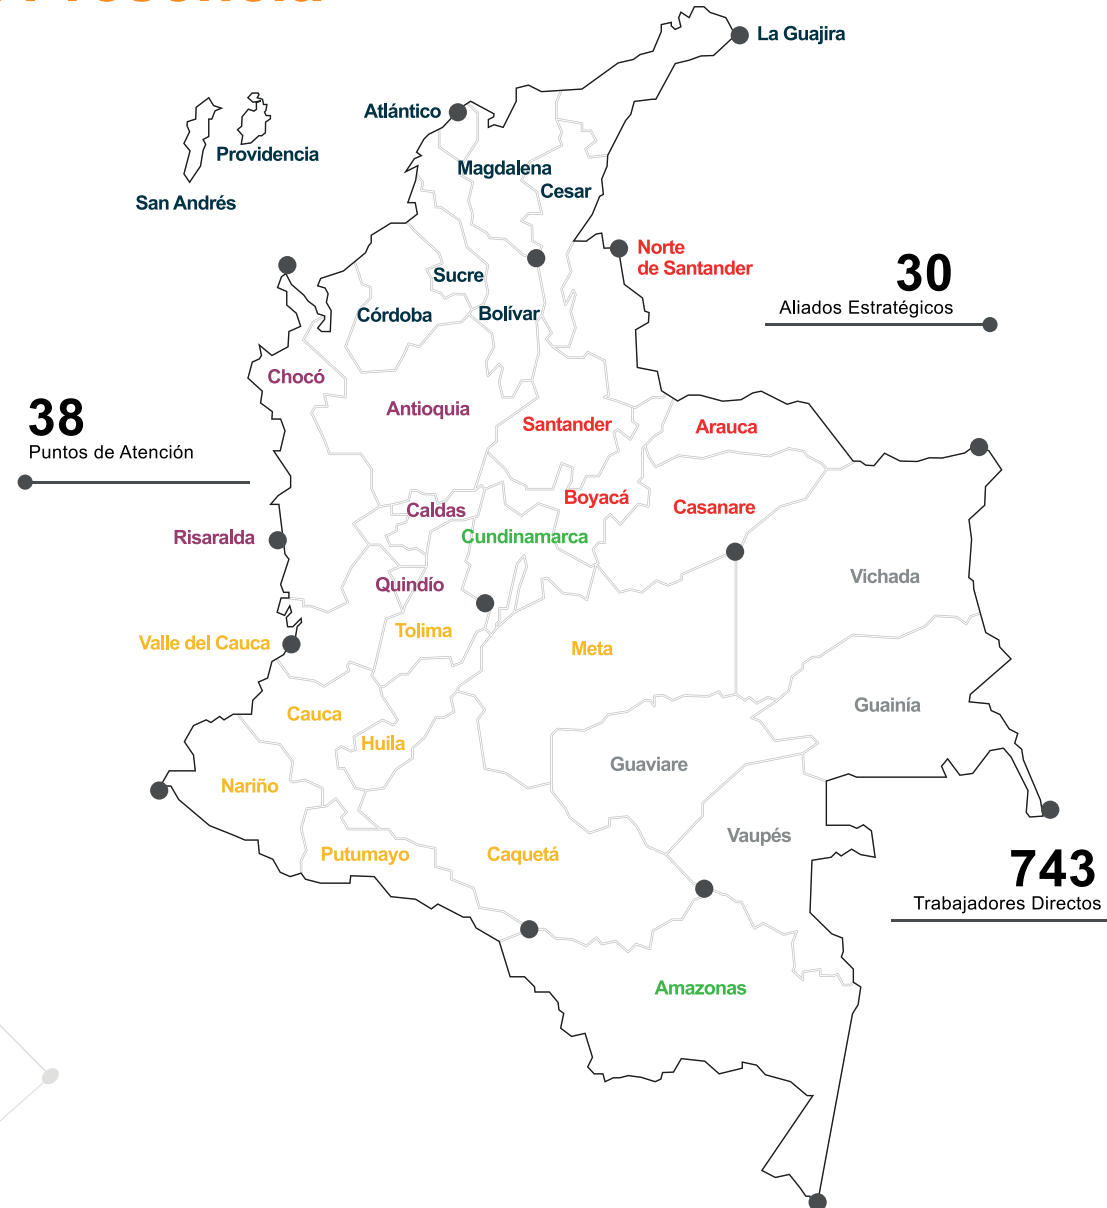 Presencia
La Guajira
Atlántico
Providencia
Magdalena
Cesar
San Andrés
Norte
de Santander
30
Aliados Estratégicos
Sucre
Córdoba
Bolívar
Chocó
Antioquia
38
Puntos de Atención
Santander
Arauca
Boyacá
Casanare
Caldas
Risaralda
Cundinamarca
Vichada
Quindío
Tolima
Valle del Cauca
Meta
Cauca
Guainía
Huila
Guaviare
Nariño
Vaupés
Putumayo
Caquetá
743
Trabajadores Directos
Amazonas